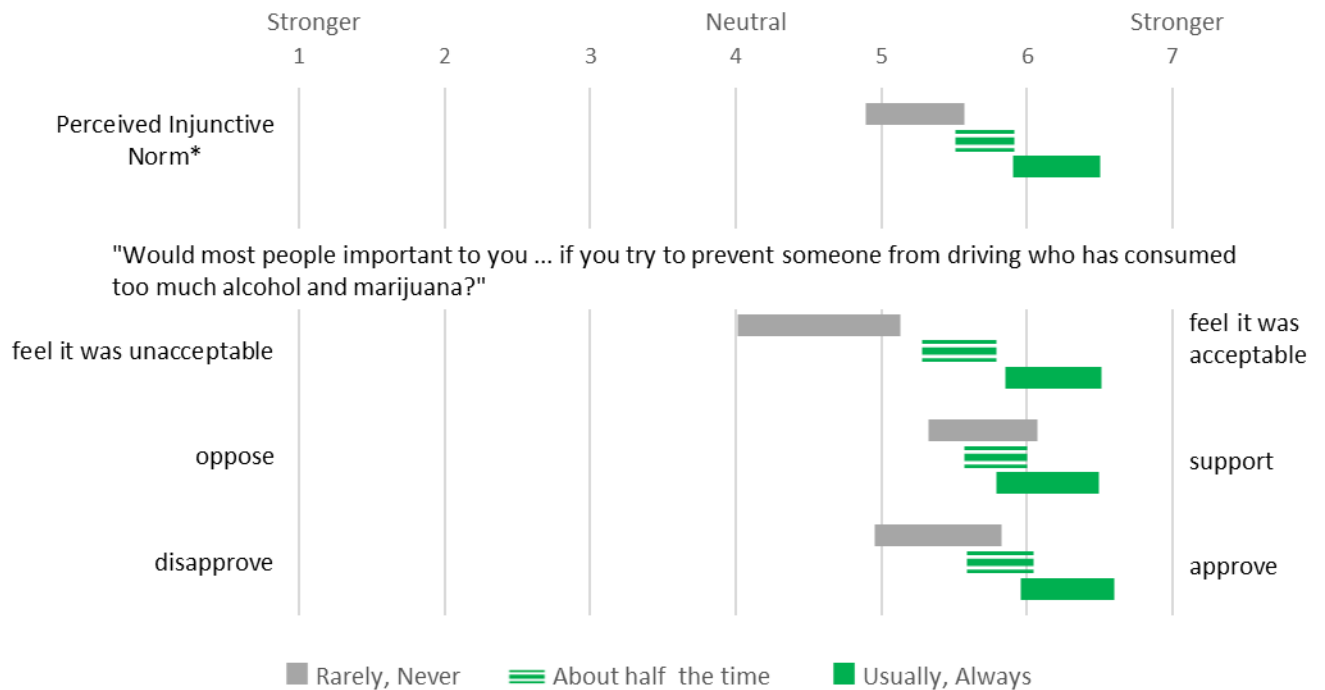 Stronger Neutral Stronger
1 2 3 4 5 6 7
Perceived Injunctive
Norm*
"Would most people important to you ... if you try to prevent someone from driving who has consumed
too much alcohol and marijuana?"
feel it was unacceptable
feel it was
acceptable
oppose
support
disapprove
approve
Rarely, Never About half the time Usually, Always